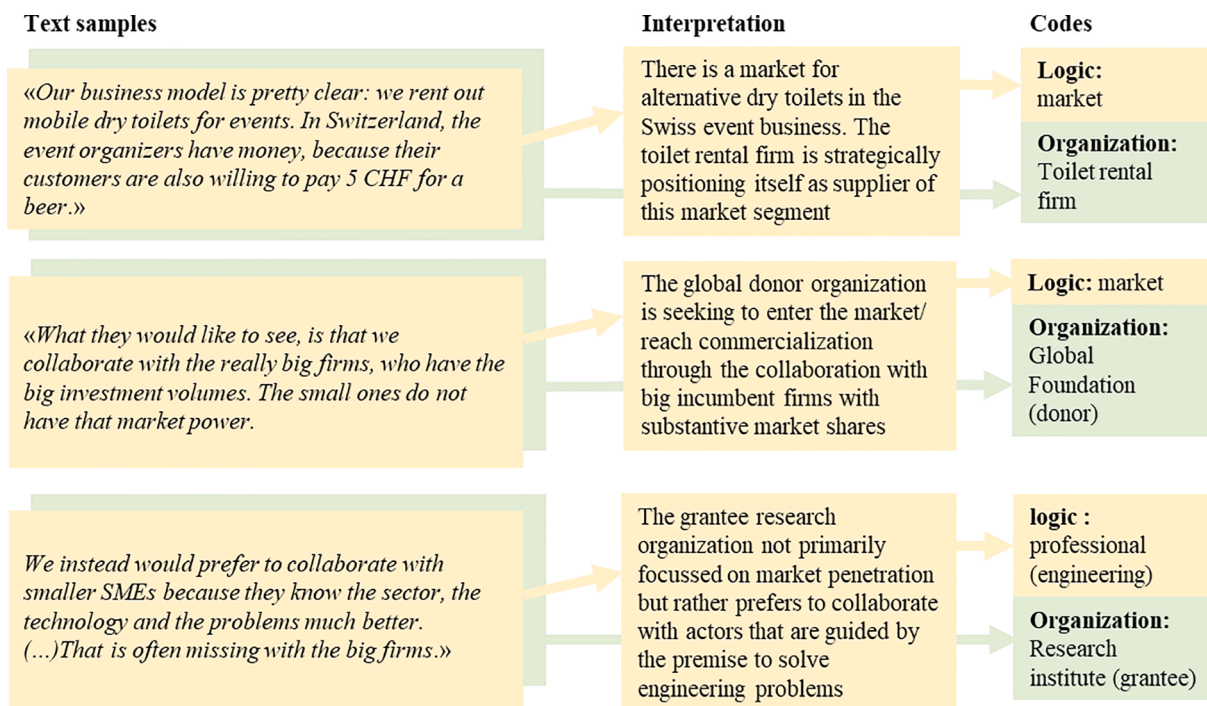 Text samples
Interpretation
Codes
«Our business model is pretty clear: we rent out
mobile dry toilets for events. In Switzerland, the
event organizers have money, because their
customers are also willing to pay 5 CHF for a
beer.»
There is a market for
alternative dry toilets in the
Swiss event business. The
toilet rental firm is strategically
positioning itself as supplier of
this market segment
Logic:
market
Organization:
Toilet rental
firm
«What they would like to see, is that we
collaborate with the really big firms, who have the
big investment volumes. The small ones do not
have that market power.
The global donor organization
is seeking to enter the market/
reach commercialization
through the collaboration with
big incumbent firms with
substantive market shares
Logic: market
Organization:
Global
Foundation
(donor)
We instead would prefer to collaborate with
smaller SMEs because they know the sector, the
technology and the problems much better.
(…)That is often missing with the big firms.»
The grantee research
organization not primarily
focussed on market penetration
but rather prefers to collaborate
with actors that are guided by
the premise to solve
engineering problems
logic :
professional
(engineering)
Organization:
Research
institute (grantee)